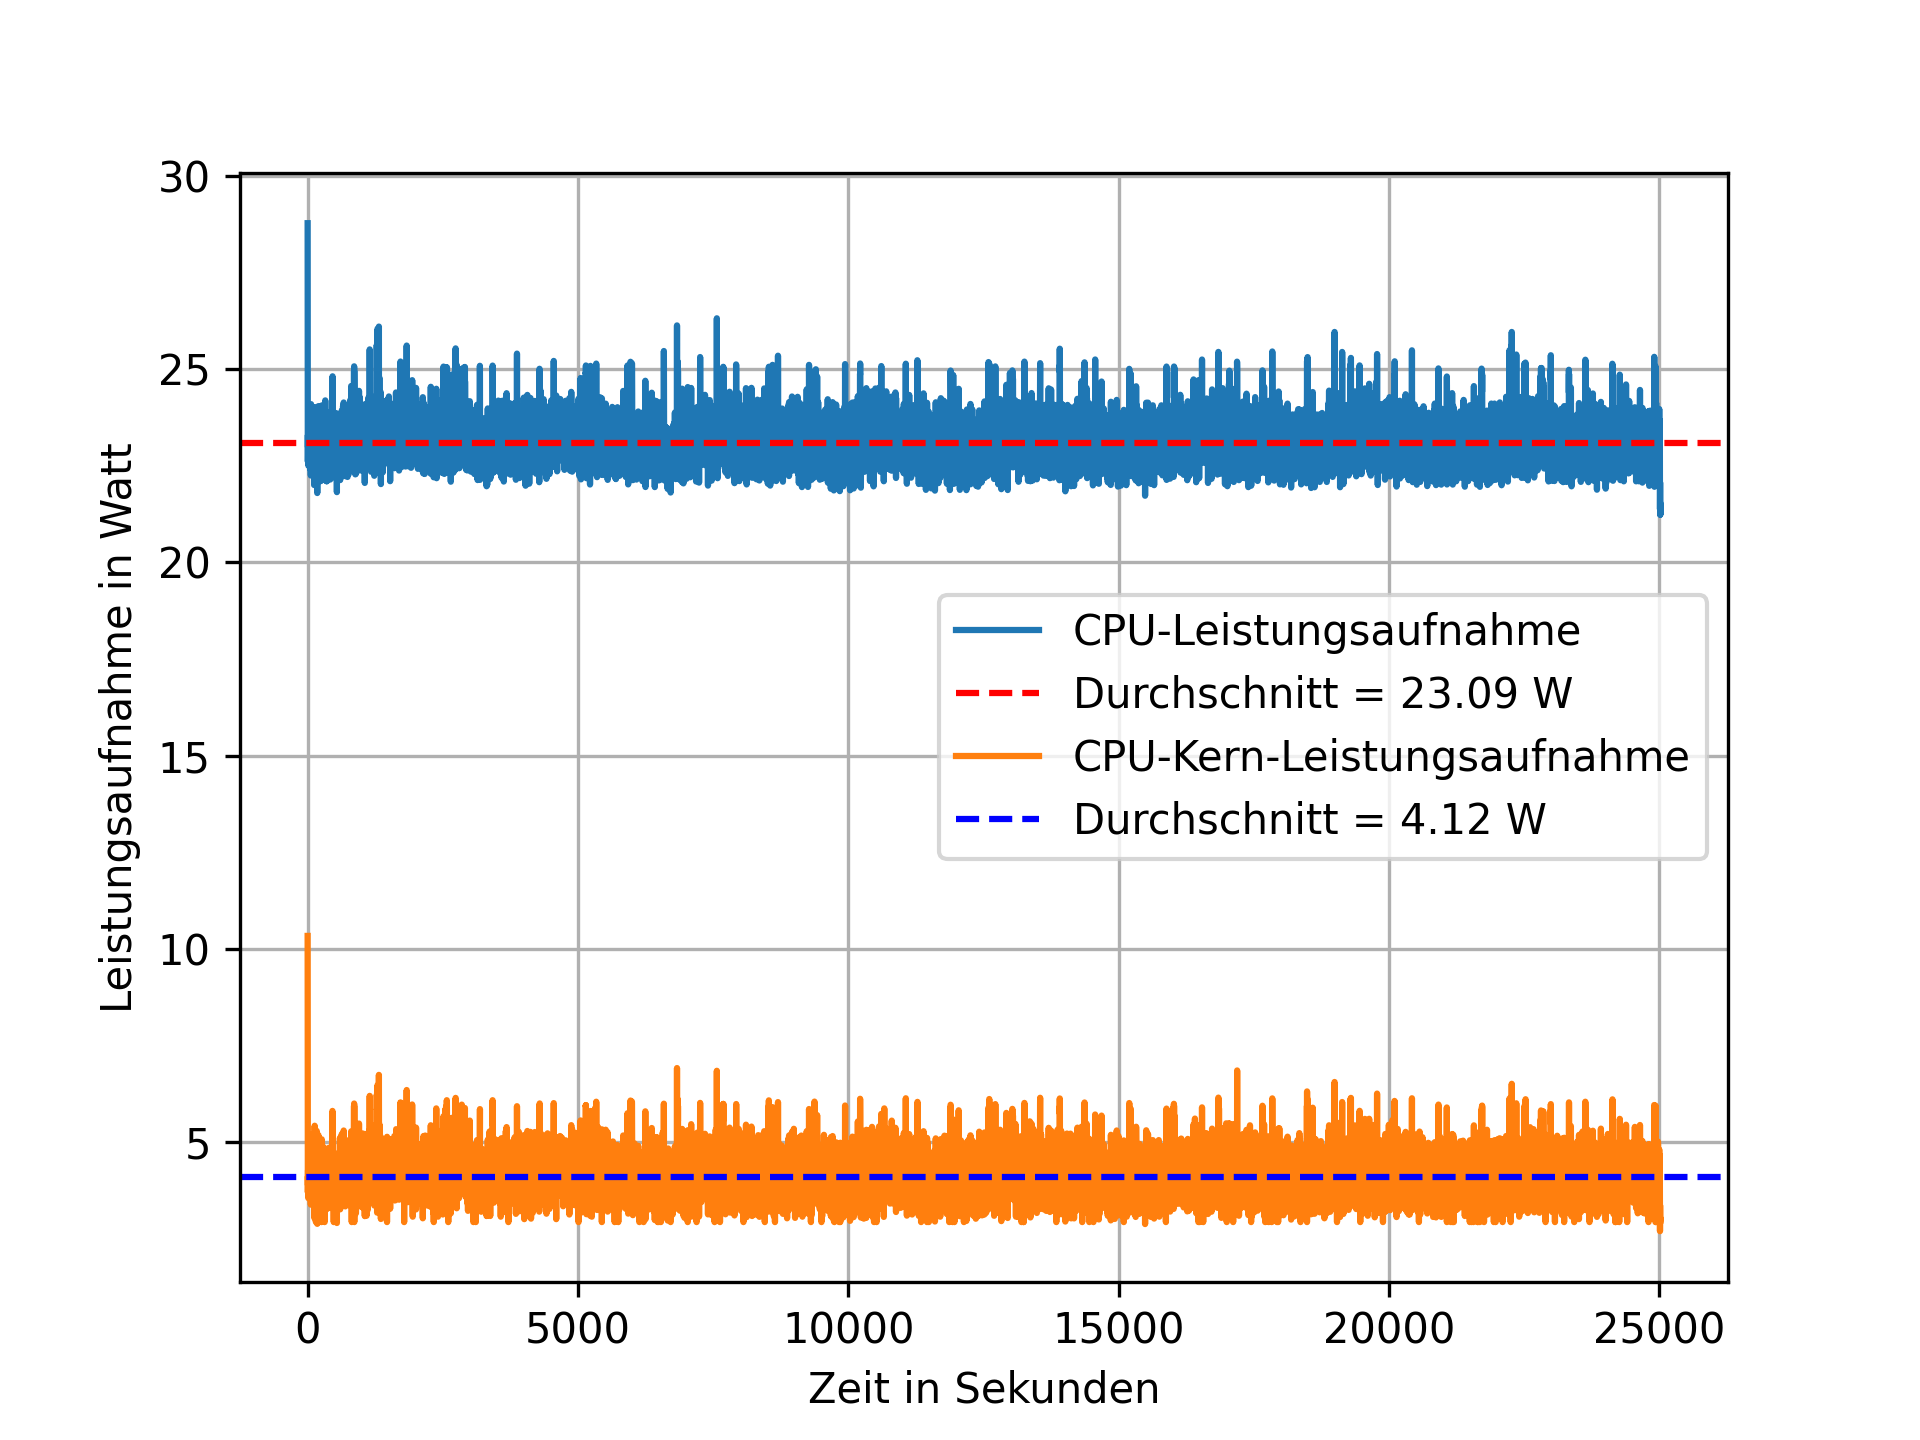 30
25
20
15
10
5
Leistungsaufnahme in Watt
CPU-Leistungsaufnahme
Durchschnitt = 23.09 W
CPU-Kern-Leistungsaufnahme
Durchschnitt = 4.12 W
0 5000 10000 15000 20000 25000
Zeit in Sekunden